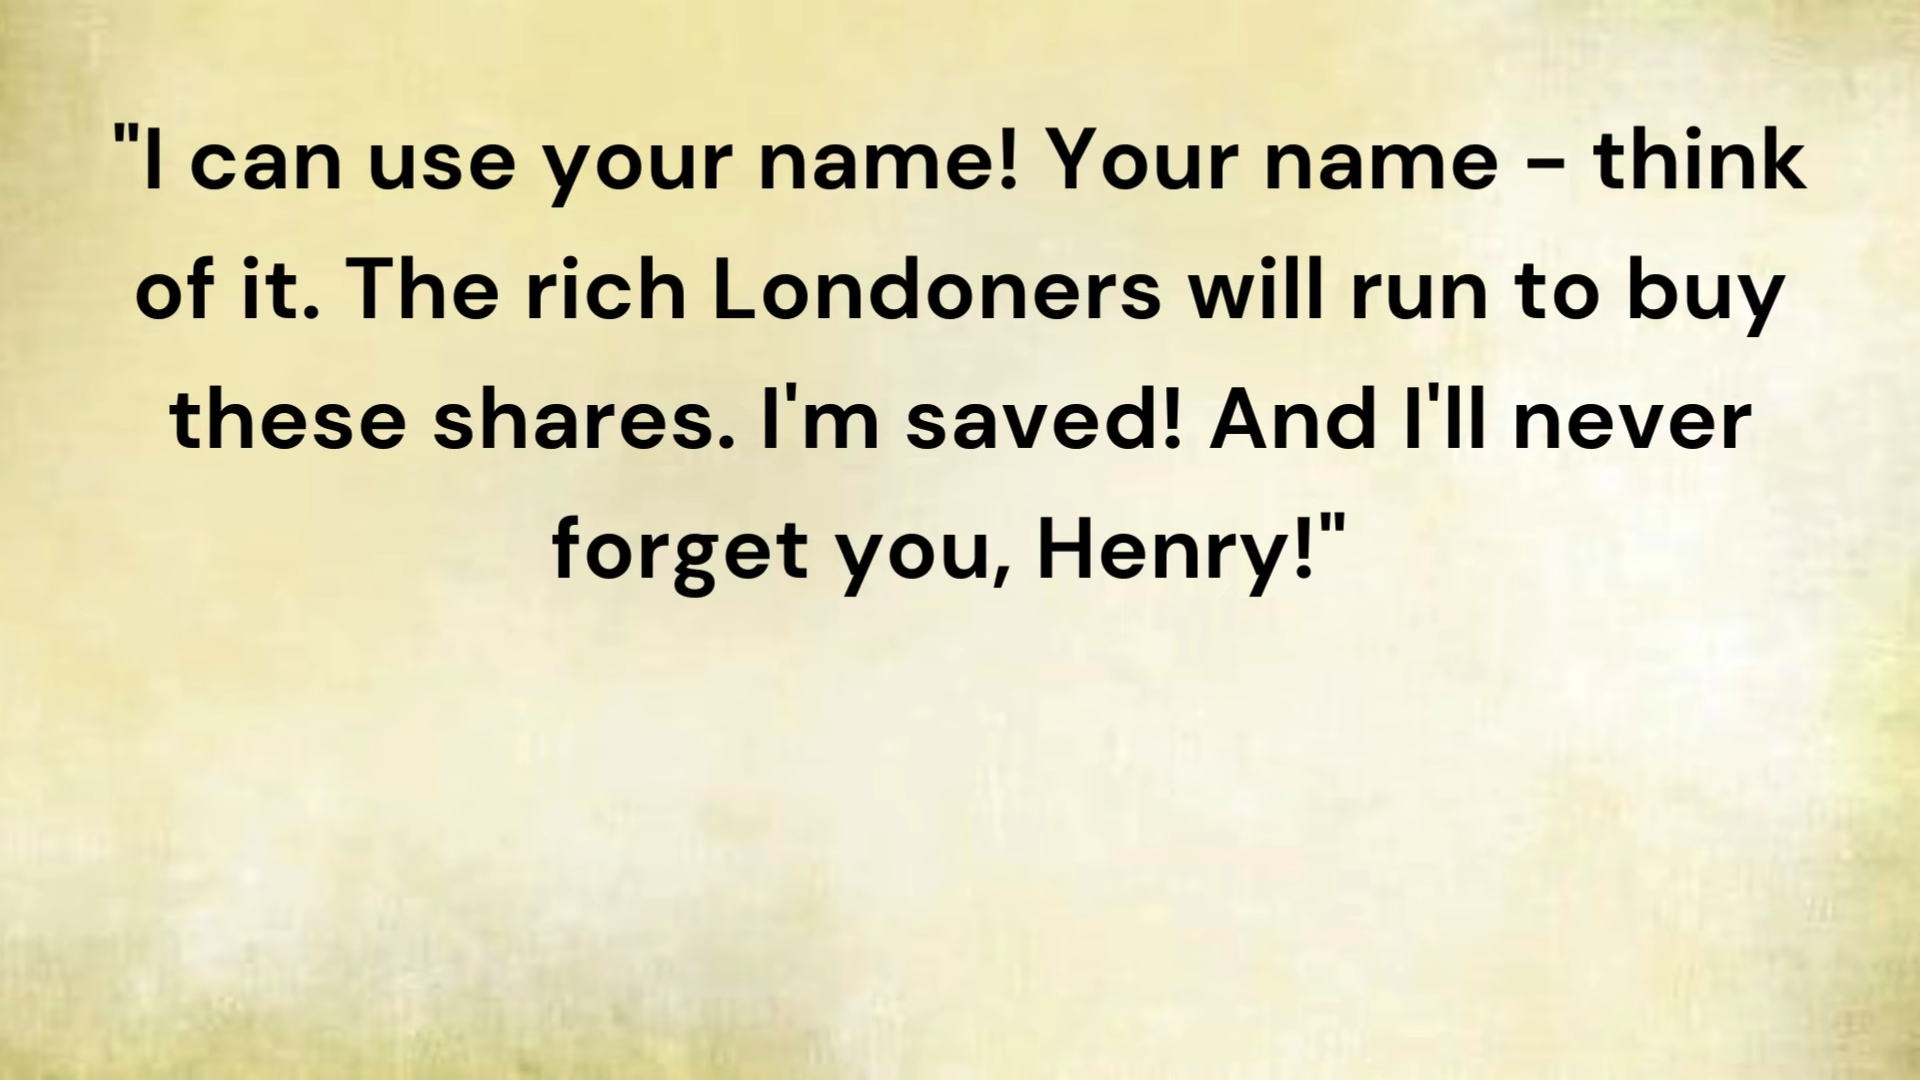 "I can use your name! Your name – think
of it. The rich Londoners will run to buy
these shares. I'm saved! And I'll never
forget you, Henry!"